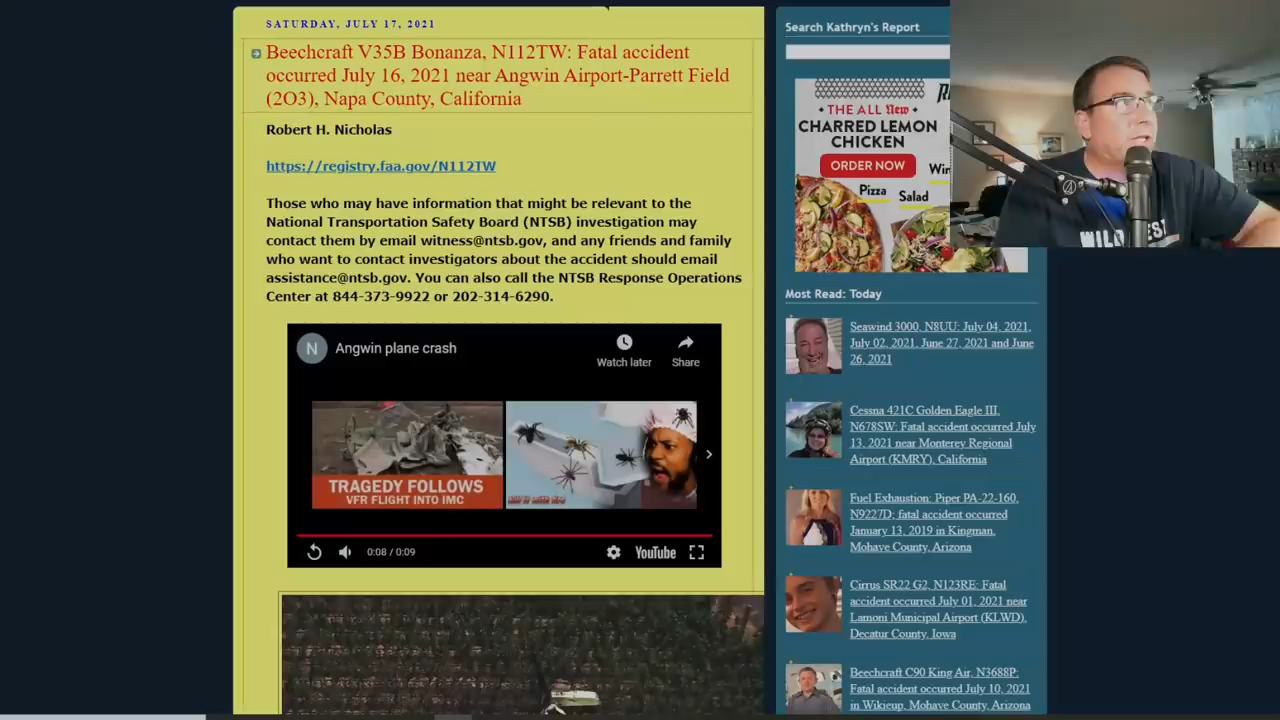 SATURDAY, JULY 17, 2021
Beechcraft V35B Bonanza, N112TW: Fatal accident
occurred July 16, 2021 near Angwin Airport-Parrett Field
(2O3), Napa County, California
Robert H. Nicholas
https://registry.faa.gov/N112TW
Those who may have information that might be relevant to the
National Transportation Safety Board (NTSB) investigation may
contact them by email witness@ntsb.gov, and any friends and family
who want to contact investigators about the accident should email
assistance@ntsb.gov. You can also call the NTSB Response Operations
Center at 844-373-9922 or 202-314-6290.
N
Angwin plane crash
Watch later
Share
TRAGEDY FOLLOWS
VFR FLIGHT INTO IMC
0:08 / 0:09
YouTube
Search Kathryn's Report
THE ALL New
CHARRED LEMON
CHICKEN
ORDER NOW
Pizza
Salad
Most Read: Today
Seawind 3000, N8UU: July 04, 2021,
July 02, 2021, June 27, 2021 and June
26, 2021
Cessna 421C Golden Eagle III,
N678SW: Fatal accident occurred July
13, 2021 near Monterey Regional
Airport (KMRY), California
Fuel Exhaustion: Piper PA-22-160,
N9227D; fatal accident occurred
January 13, 2019 in Kingman,
Mohave County, Arizona
Cirrus SR22 G2, N123RE: Fatal
accident occurred July 01, 2021 near
Lamoni Municipal Airport (KLWD),
Decatur County, Iowa
Beechcraft C90 King Air, N3688P:
Fatal accident occurred July 10, 2021
in Wikieup, Mohave County, Arizona